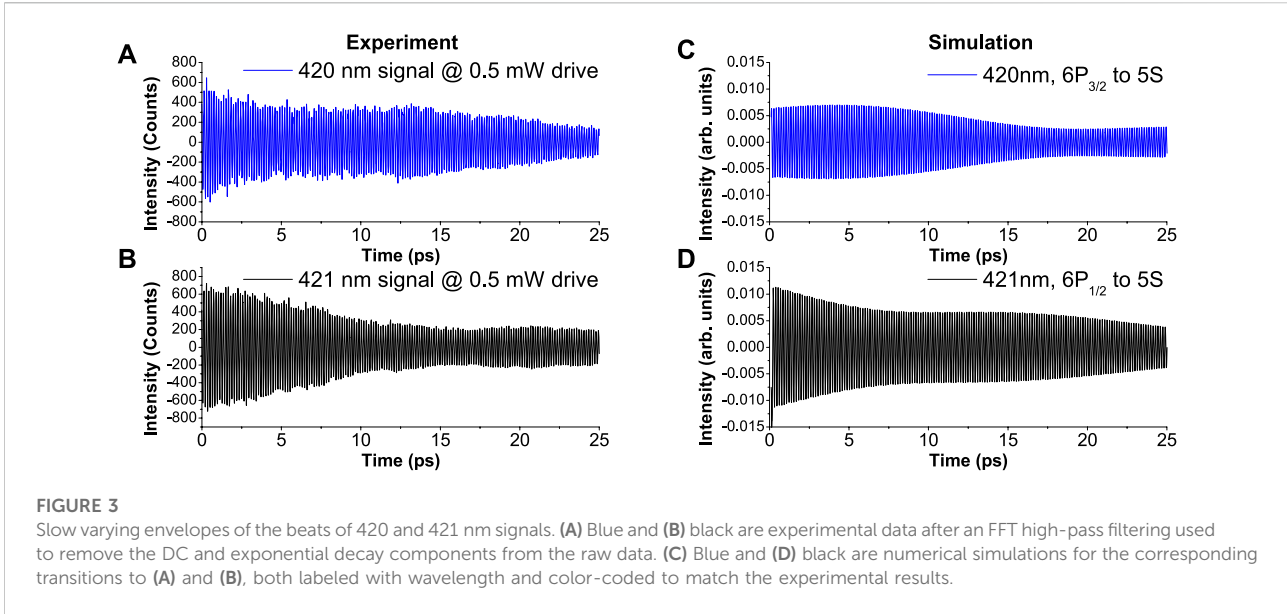 Experiment
A
420 nm signal @ 0.5 mW drive
Intensity (Counts)
800
600
400
200
0
-200
-400
-600
-800
0 5 10 15 20 25
Time (ps)
B
421 nm signal @ 0.5 mW drive
Intensity (Counts)
800
600
400
200
0
-200
-400
-600
-800
0 5 10 15 20 25
Time (ps)
Simulation
C
420nm, 6P3/2 to 5S
Intensity (arb. units)
0.015
0.010
0.005
0.000
-0.005
-0.010
-0.015
0 5 10 15 20 25
Time (ps)
D
421nm, 6P1/2 to 5S
Intensity (arb. units)
0.015
0.010
0.005
0.000
-0.005
-0.010
-0.015
0 5 10 15 20 25
Time (ps)
FIGURE 3
Slow varying envelopes of the beats of 420 and 421 nm signals. (A) Blue and (B) black are experimental data after an FFT high-pass filtering used
to remove the DC and exponential decay components from the raw data. (C) Blue and (D) black are numerical simulations for the corresponding
transitions to (A) and (B), both labeled with wavelength and color-coded to match the experimental results.